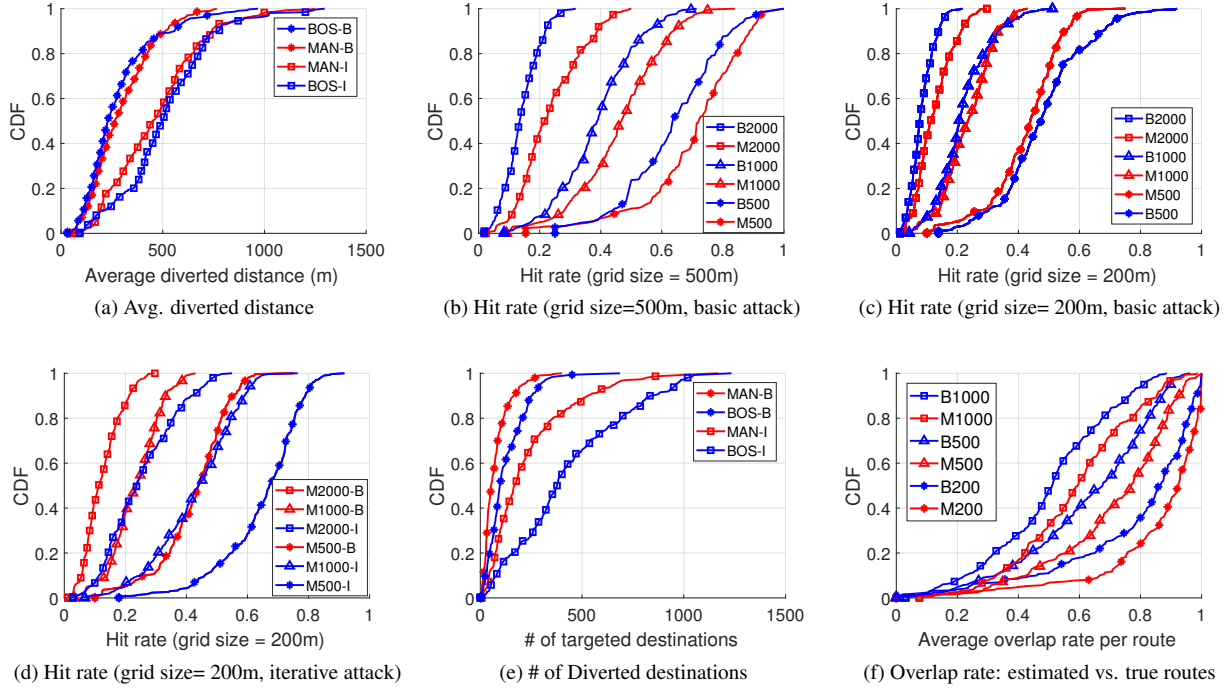 1
0.8
0.6
0.4
0.2
0
CDF
0
500
1000
1500
Average diverted distance (m)
BOS-B
MAN-B
MAN-I
BOS-I
(a) Avg. diverted distance
1
0.8
0.6
0.4
0.2
0
CDF
0
0.2
0.4
0.6
0.8
1
Hit rate (grid size = 500m)
B2000
M2000
B1000
M1000
B500
M500
(b) Hit rate (grid size=500m, basic attack)
1
0.8
0.6
0.4
0.2
0
CDF
0
0.2
0.4
0.6
0.8
1
Hit rate (grid size = 200m)
B2000
M2000
B1000
M1000
M500
B500
(c) Hit rate (grid size= 200m, basic attack)
1
0.8
0.6
0.4
0.2
0
CDF
0
0.2
0.4
0.6
0.8
1
Hit rate (grid size = 200m)
M2000-B
M1000-B
M2000-I
M500-B
M1000-I
M500-I
(d) Hit rate (grid size= 200m, iterative attack)
1
0.8
0.6
0.4
0.2
0
CDF
0
500
1000
1500
# of targeted destinations
MAN-B
BOS-B
MAN-I
BOS-I
(e) # of Diverted destinations
1
0.8
0.6
0.4
0.2
0
CDF
0
0.2
0.4
0.6
0.8
1
Average overlap rate per route
B1000
M1000
B500
M500
B200
M200
(f) Overlap rate: estimated vs. true routes